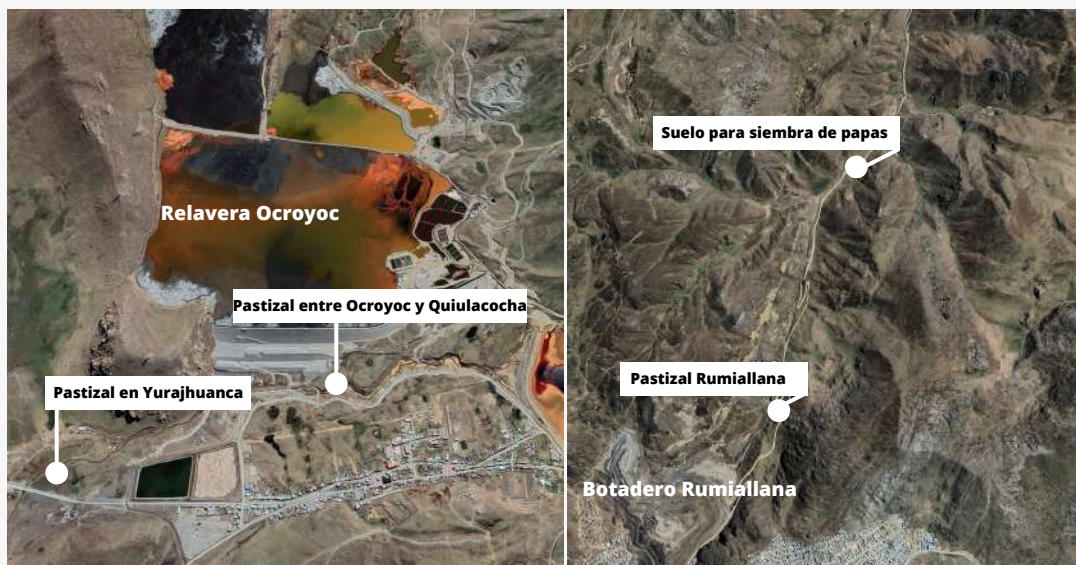 Relavera Ocroyoc
Pastizal entre Ocroyoc y Quiulacocha
Pastizal en Yurajhuanca
Suelo para siembra de papas
Pastizal Rumiallana
Botadero Rumiallana